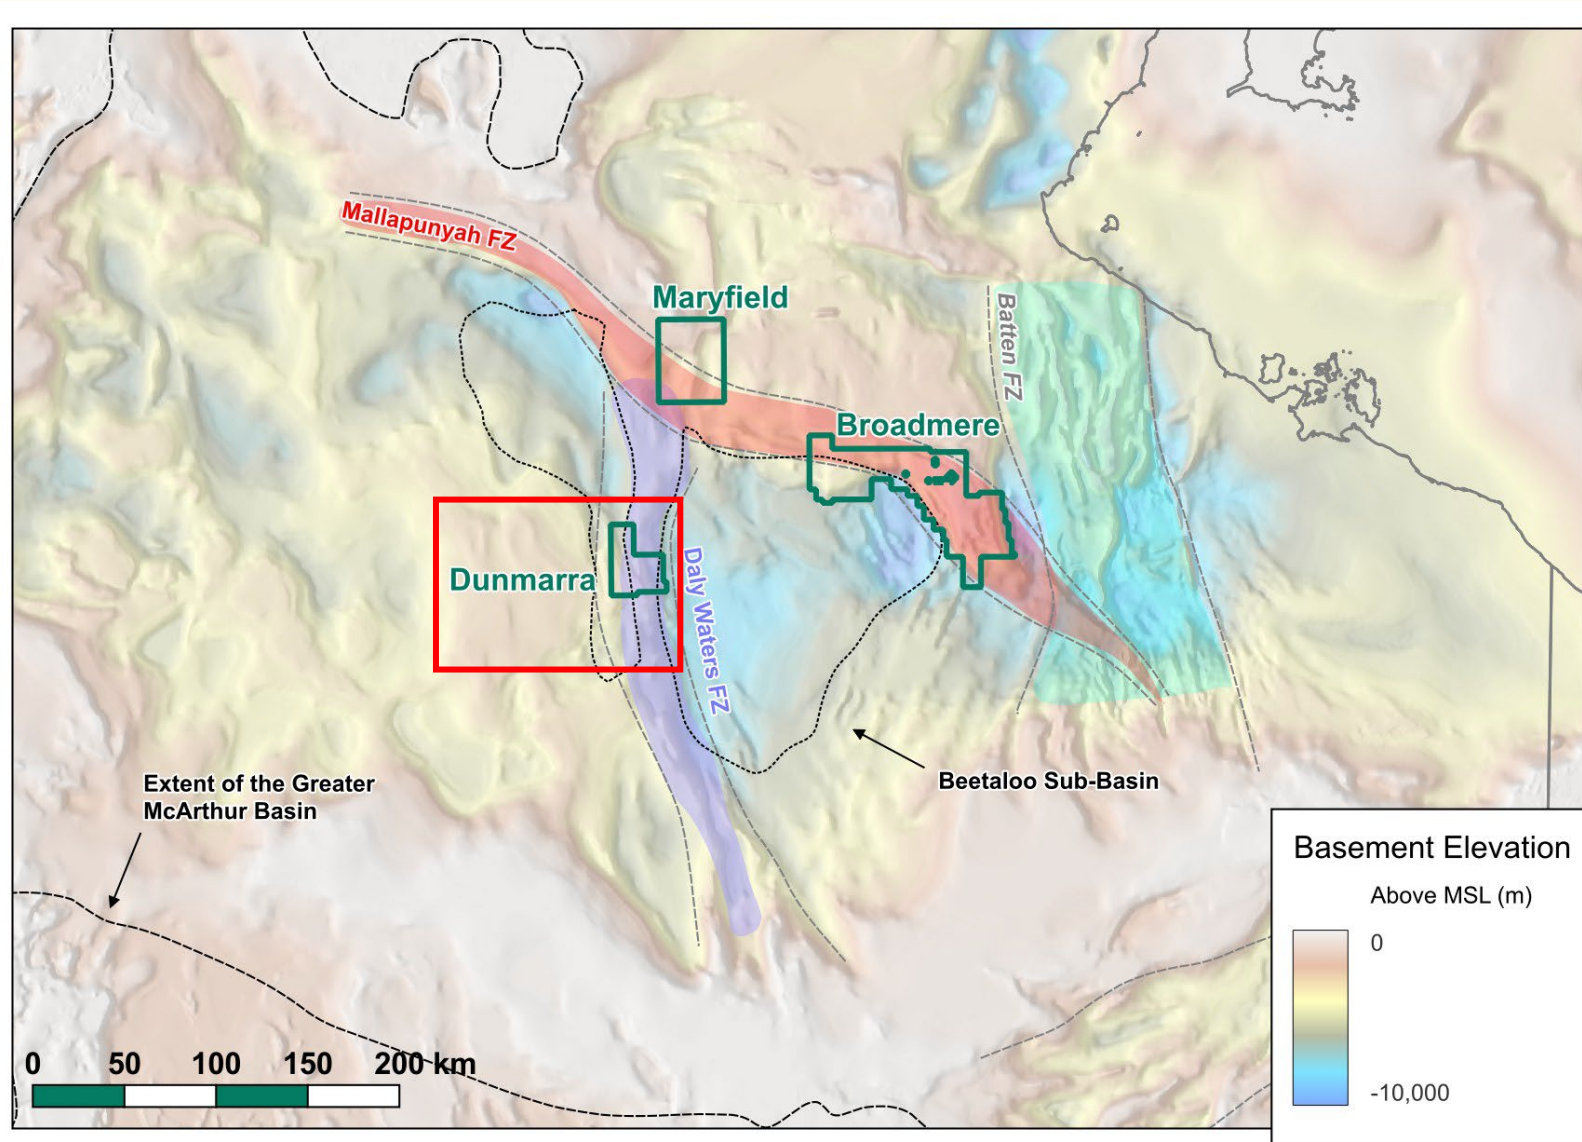 Mallapunyah FZ
Maryfield
Batten FZ
Broadmere
Dunmarra
Daly Waters FZ
Extent of the Greater
McArthur Basin
Beetaloo Sub-Basin
Basement Elevation
Above MSL (m)
0
-10,000
0 50 100 150 200 km